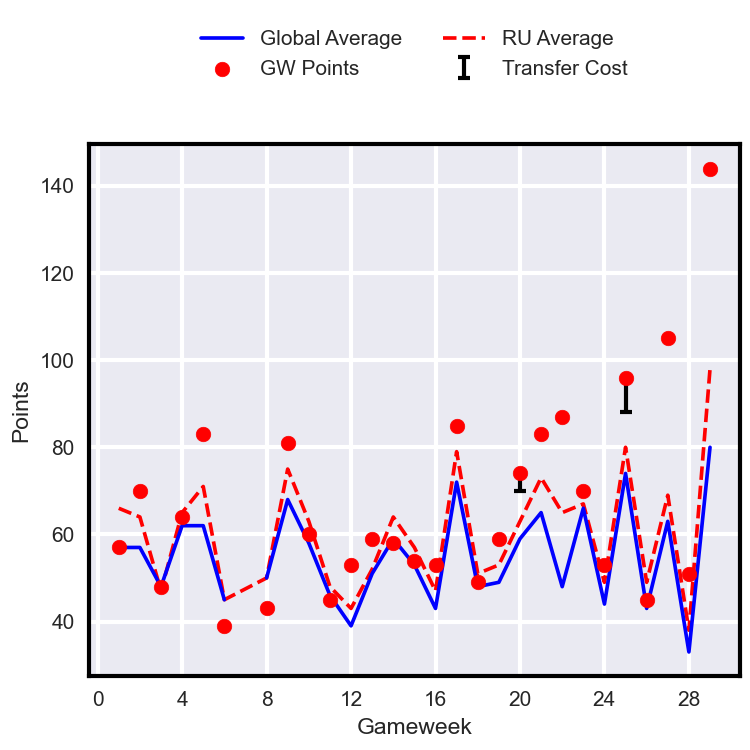 Global Average
RU Average
GW Points
Transfer Cost
140
120
100
80
60
40
Points
0 4 8 12 16 20 24 28
Gameweek